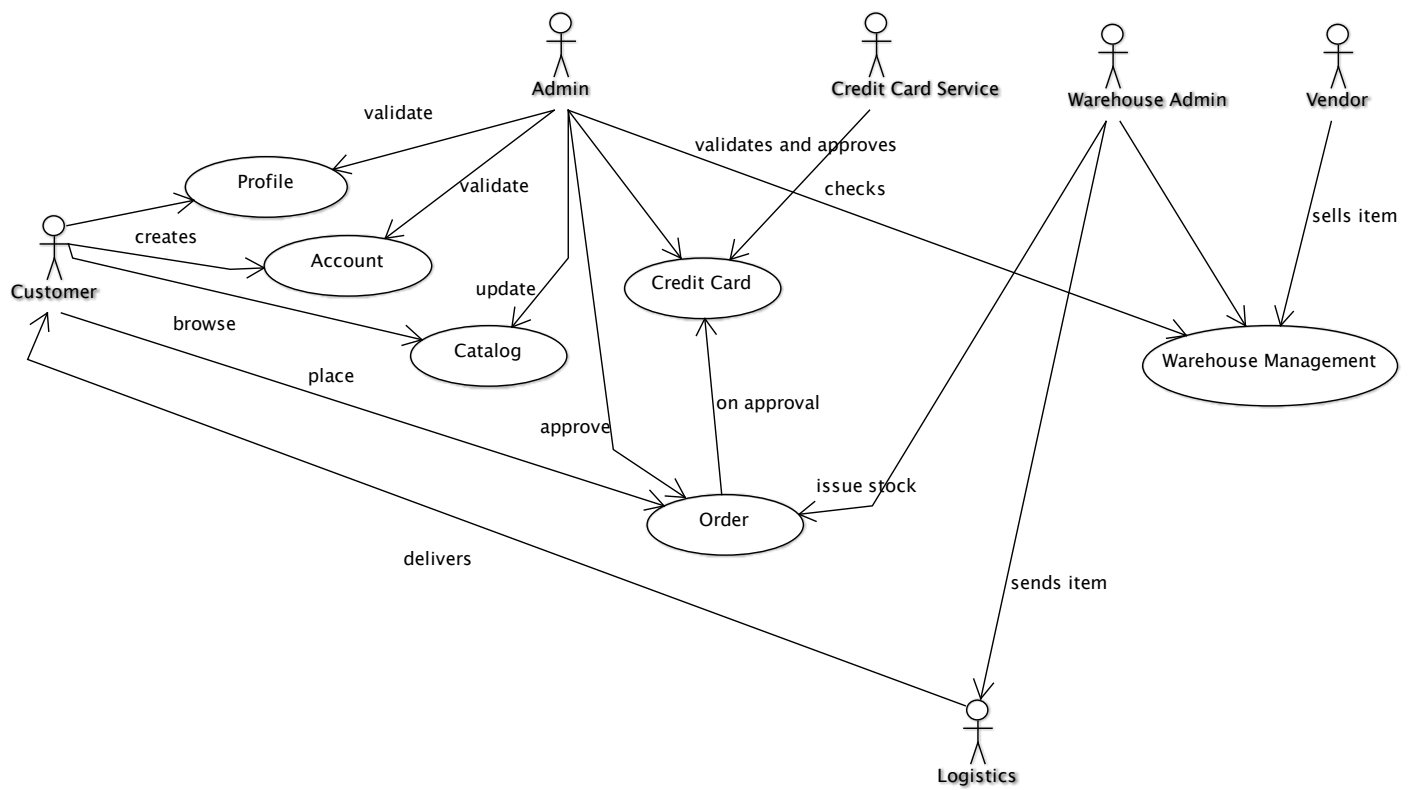 Admin
Credit Card Service
Warehouse Admin
Vendor
validate
validates and approves
Profile
validate
checks
sells item
creates
Account
Credit Card
Customer
update
browse
Catalog
Warehouse Management
place
on approval
approve
issue stock
Order
delivers
sends item
Logistics